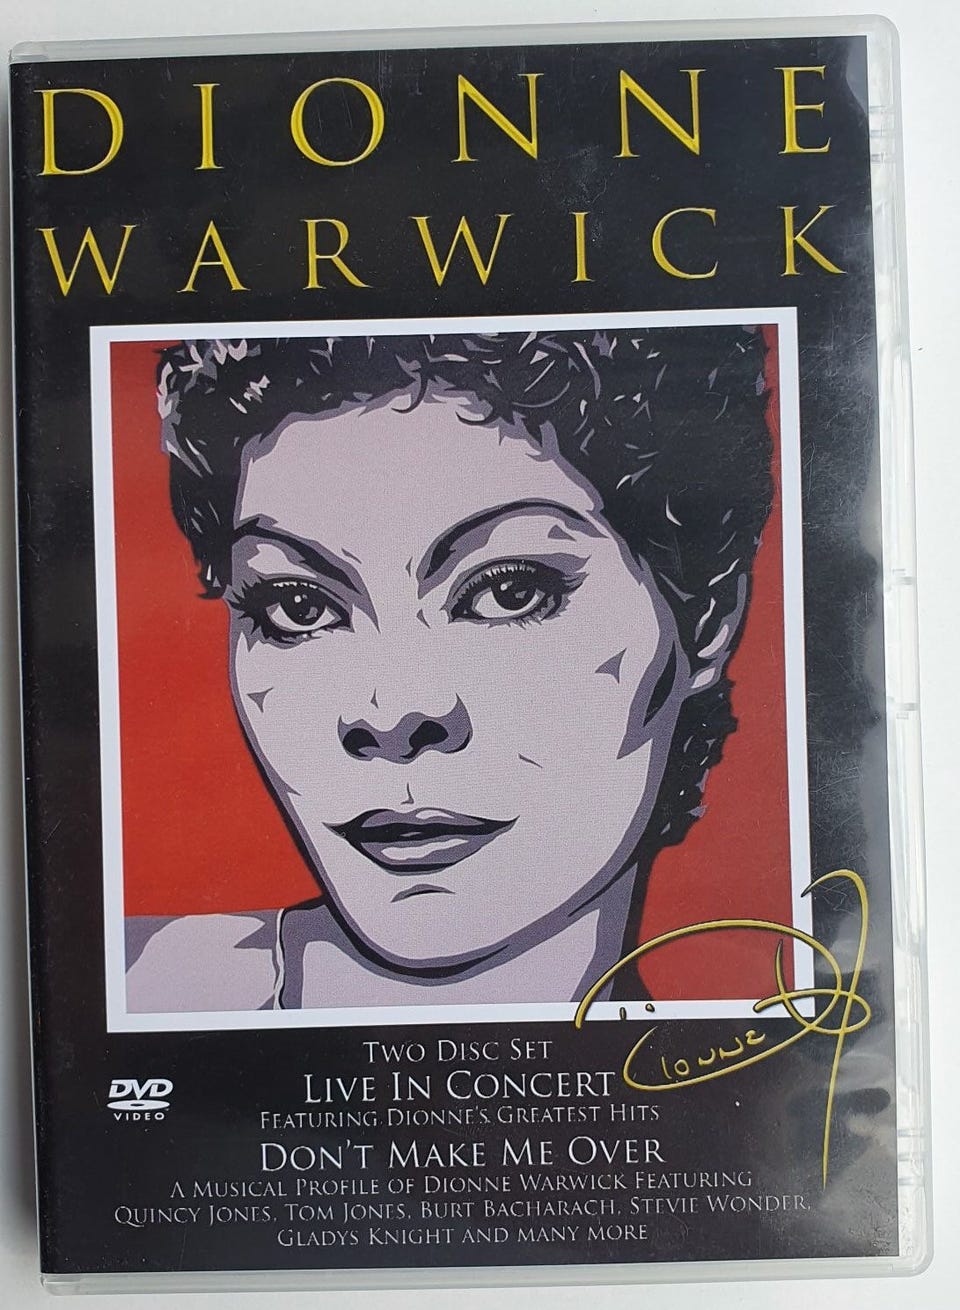 DIONNE
WARWICK
Dionne
TWO DISC SET
LIVE IN CONCERT
FEATURING DIONNE'S GREATEST HITS
DVD
VIDEO
DON'T MAKE ME OVER
A MUSICAL PROFILE OF DIONNE WARWICK FEATURING
QUINCY JONES, TOM JONES, BURT BACHARACH, STEVIE WONDER,
GLADYS KNIGHT AND MANY MORE